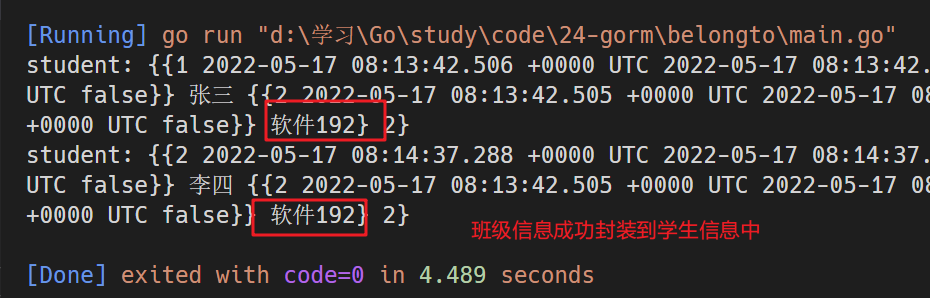 [Running] go run "d:\学习\Go\study\code\24-gorm\belongto\main.go"
student: {{1 2022-05-17 08:13:42.506 +0000 UTC 2022-05-17 08:13:42.
UTC false}} 张三 {{2 2022-05-17 08:13:42.505 +0000 UTC 2022-05-17 08
+0000 UTC false}} 软件192} 2}
student: {{2 2022-05-17 08:14:37.288 +0000 UTC 2022-05-17 08:14:37.
UTC false}} 李四 {{2 2022-05-17 08:13:42.505 +0000 UTC 2022-05-17 08
+0000 UTC false}} 软件192} 2}
班级信息成功封装到学生信息中
[Done] exited with code=0 in 4.489 seconds